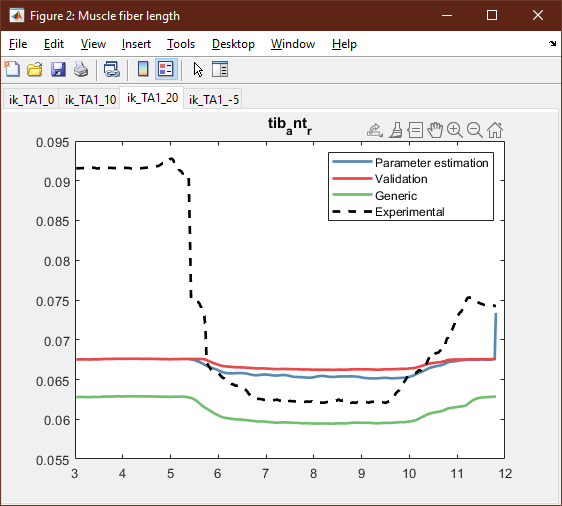 Figure 2: Muscle fiber length
File Edit View Insert Tools Desktop Window Help
ik_TA1_0 ik_TA1_10 ik_TA1_20 ik_TA1_-5
tib_ant_r
Parameter estimation
Validation
Generic
Experimental
0.095
0.09
0.085
0.08
0.075
0.07
0.065
0.06
0.055
3 4 5 6 7 8 9 10 11 12